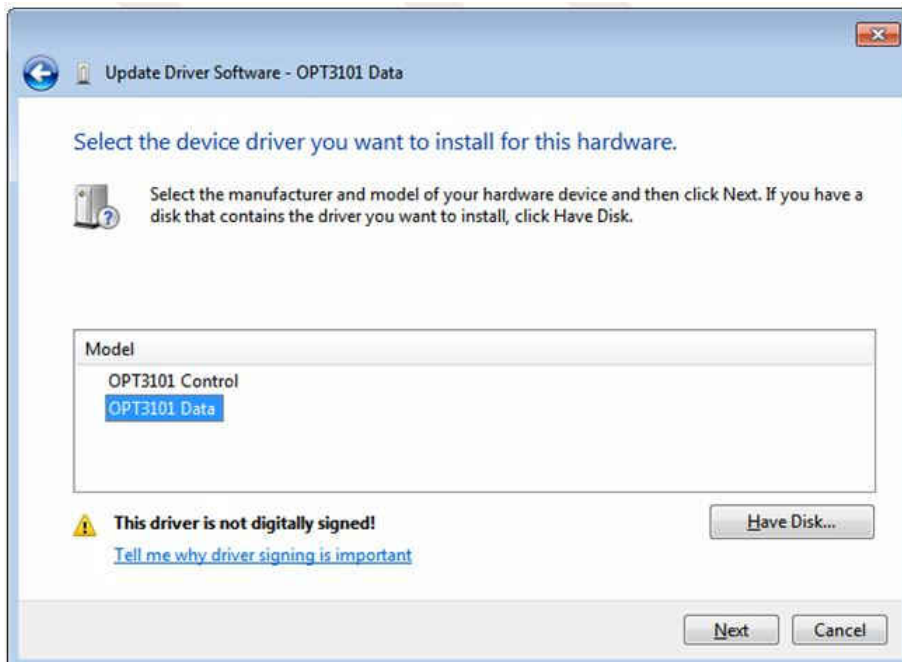 Update Driver Software - OPT3101 Data
Select the device driver you want to install for this hardware.
Select the manufacturer and model of your hardware device and then click Next. If you have a
disk that contains the driver you want to install, click Have Disk.
Model
OPT3101 Control
OPT3101 Data
This driver is not digitally signed!
Have Disk...
Tell me why driver signing is important
Next
Cancel